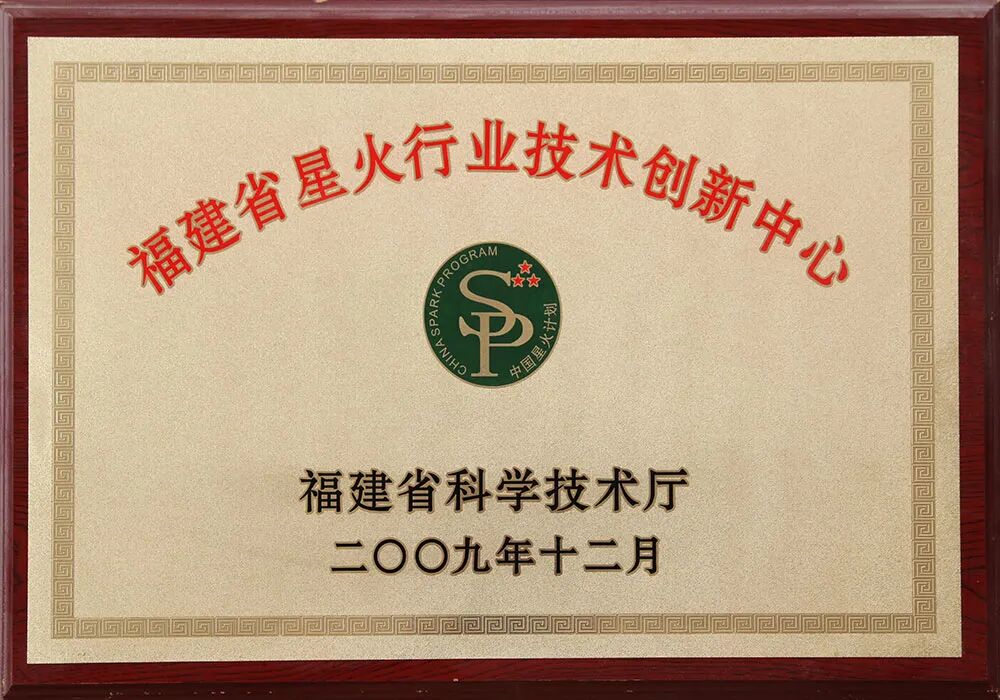 福建省星火行业技术创新中心
CHINA SPARK PROGRAM
SP
中国星火计划
福建省科学技术厅
二〇〇九年十二月